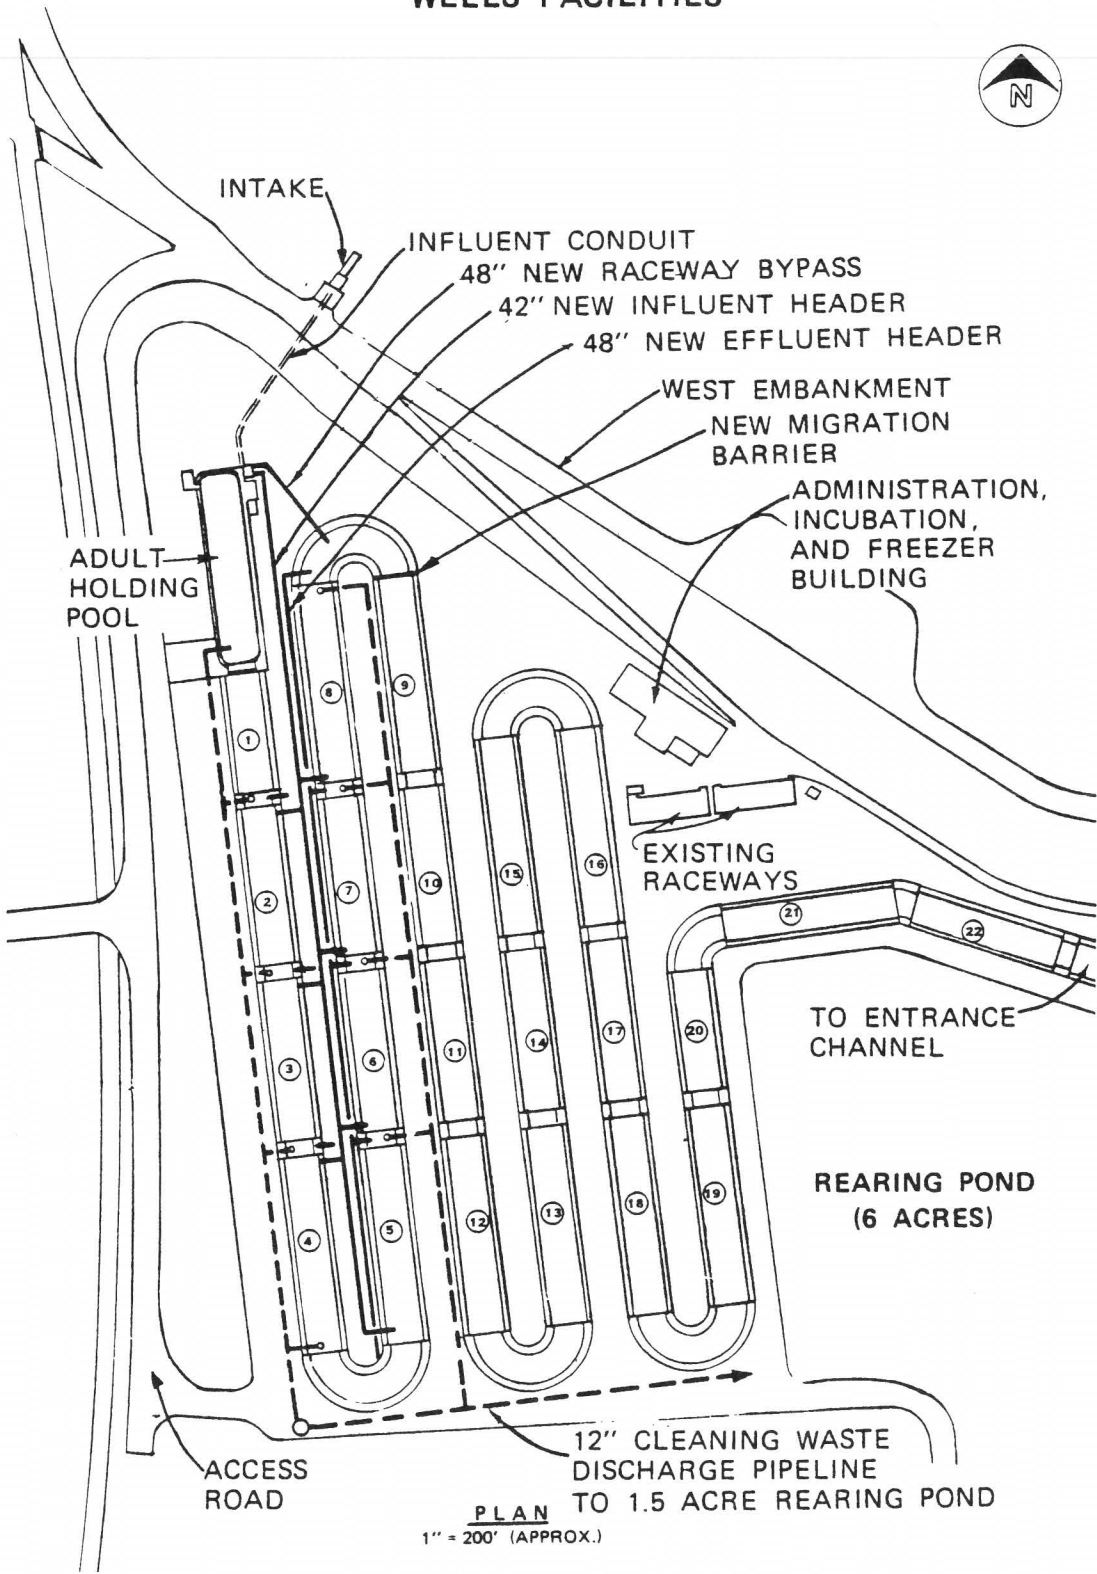 WELLS FACILITIES
N
INTAKE
INFLUENT CONDUIT
48" NEW RACEWAY BYPASS
42" NEW INFLUENT HEADER
48" NEW EFFLUENT HEADER
WEST EMBANKMENT
NEW MIGRATION
BARRIER
ADMINISTRATION,
INCUBATION,
AND FREEZER
BUILDING
ADULT
HOLDING
POOL
8
9
1
EXISTING
RACEWAYS
16
15
10
7
2
21
22
TO ENTRANCE
CHANNEL
20
17
14
11
6
3
REARING POND
(6 ACRES)
19
18
13
12
5
4
12" CLEANING WASTE
DISCHARGE PIPELINE
TO 1.5 ACRE REARING POND
ACCESS
ROAD
PLAN
1" = 200' (APPROX.)